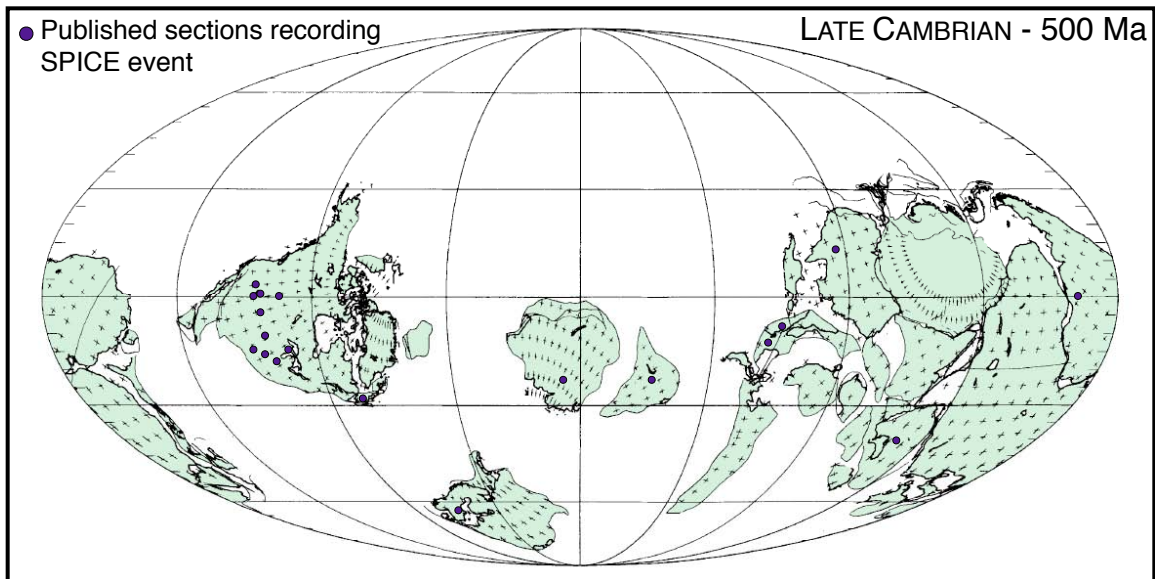 Published sections recording
SPICE event
LATE CAMBRIAN - 500 Ma